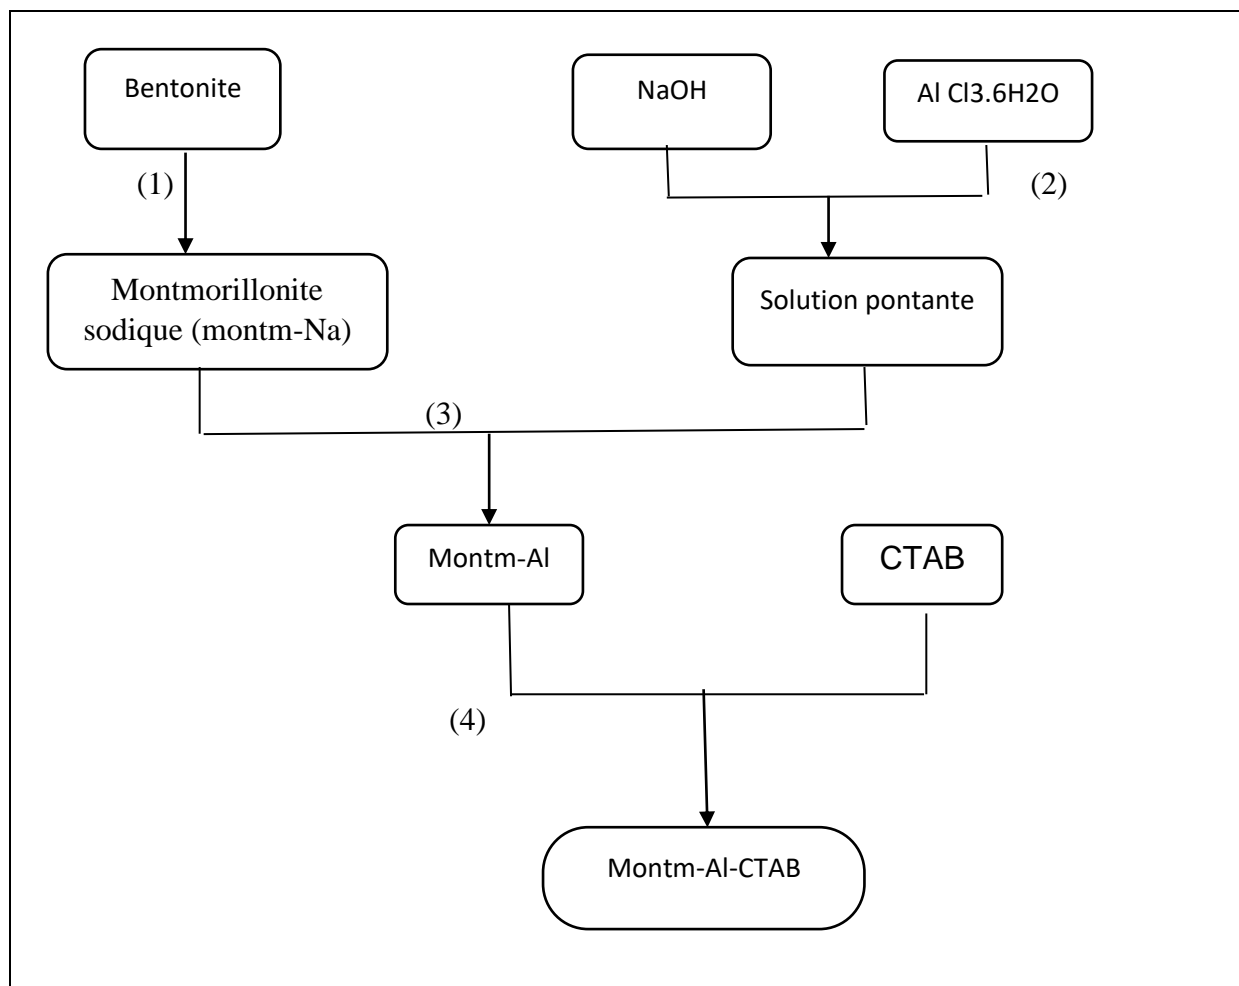 Bentonite
NaOH
Al Cl3.6H2O
(1)
(2)
Montmorillonite
sodique (montm-Na)
Solution pontante
(3)
Montm-Al
CTAB
(4)
Montm-Al-CTAB